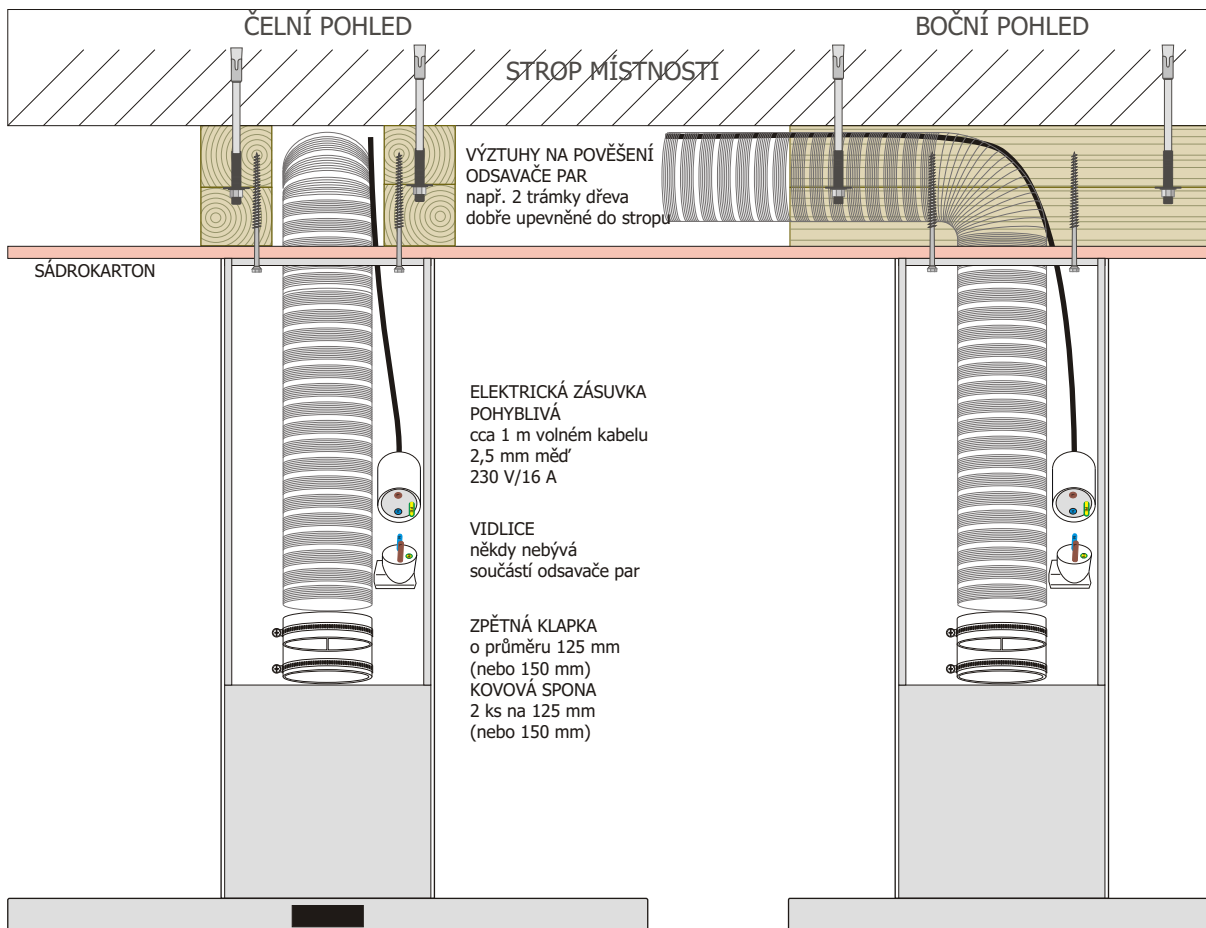 ČELNÍ POHLED
BOČNÍ POHLED
STROP MÍSTNOSTI
VÝZTUHY NA POVĚŠENÍ
ODSAVAČE PAR
např. 2 trámky dřeva
dobře upevněné do stropu
SÁDROKARTON
ELEKTRICKÁ ZÁSUVKA
POHYBLIVÁ
cca 1 m volném kabelu
2,5 mm měď
230 V/16 A
VIDLICE
někdy nebývá
součástí odsavače par
ZPĚTNÁ KLAPKA
o průměru 125 mm
(nebo 150 mm)
KOVOVÁ SPONA
2 ks na 125 mm
(nebo 150 mm)